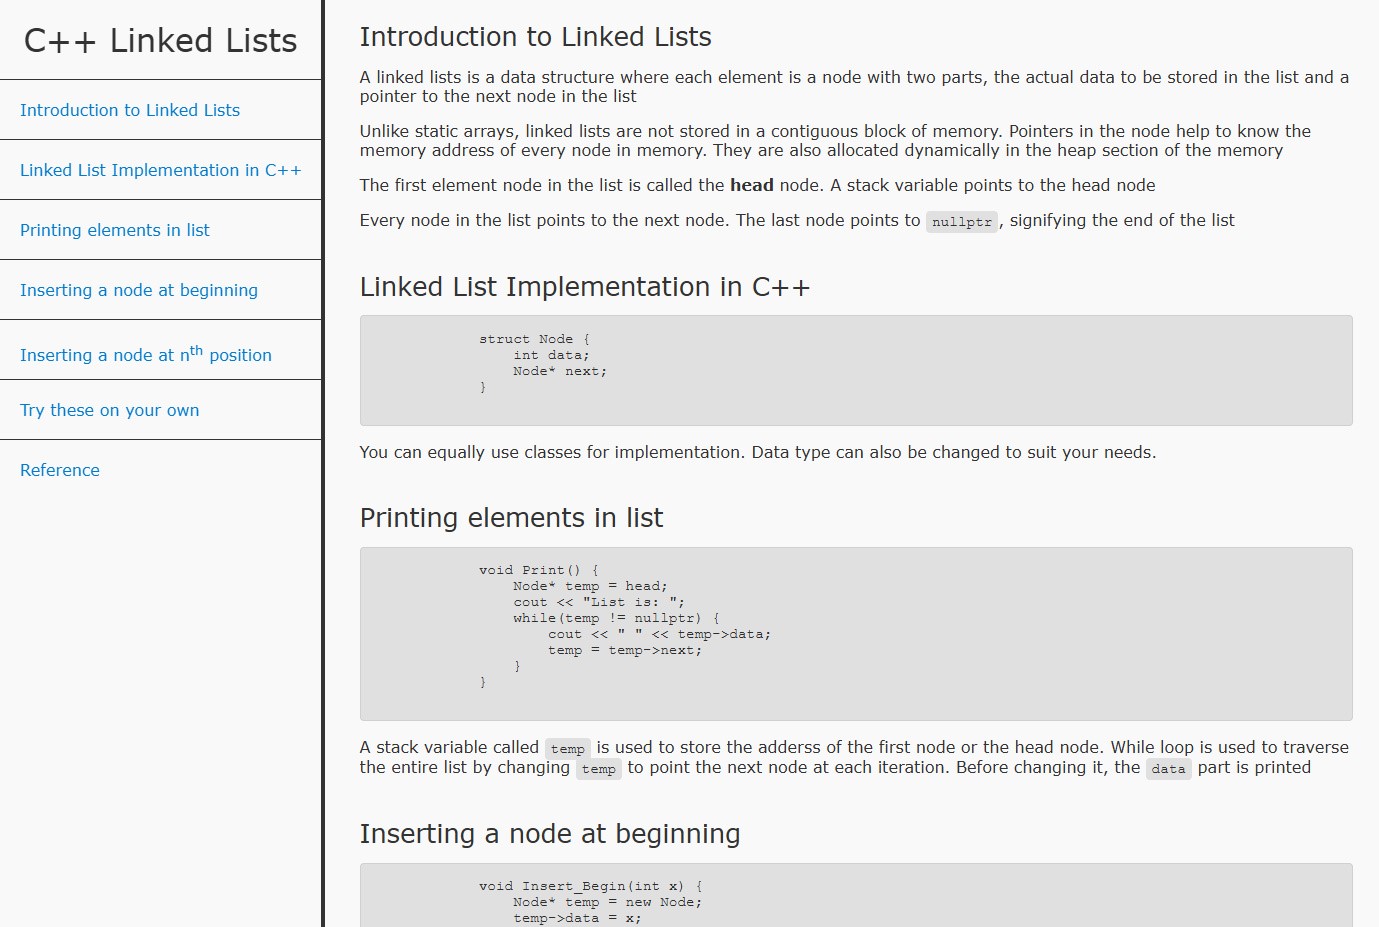 C++ Linked Lists
Introduction to Linked Lists
Linked List Implementation in C++
Printing elements in list
Inserting a node at beginning
Inserting a node at nth position
Try these on your own
Reference
Introduction to Linked Lists
A linked lists is a data structure where each element is a node with two parts, the actual data to be stored in the list and a
pointer to the next node in the list
Unlike static arrays, linked lists are not stored in a contiguous block of memory. Pointers in the node help to know the
memory address of every node in memory. They are also allocated dynamically in the heap section of the memory
The first element node in the list is called the head node. A stack variable points to the head node
Every node in the list points to the next node. The last node points to nullptr, signifying the end of the list
Linked List Implementation in C++
struct Node {
    int data;
    Node* next;
}
You can equally use classes for implementation. Data type can also be changed to suit your needs.
Printing elements in list
void Print() {
    Node* temp = head;
    cout << "List is: ";
    while(temp != nullptr) {
        cout << " " << temp->data;
        temp = temp->next;
    }
}
A stack variable called temp is used to store the adderss of the first node or the head node. While loop is used to traverse
the entire list by changing temp to point the next node at each iteration. Before changing it, the data part is printed
Inserting a node at beginning
void Insert_Begin(int x) {
    Node* temp = new Node;
    temp->data = x;